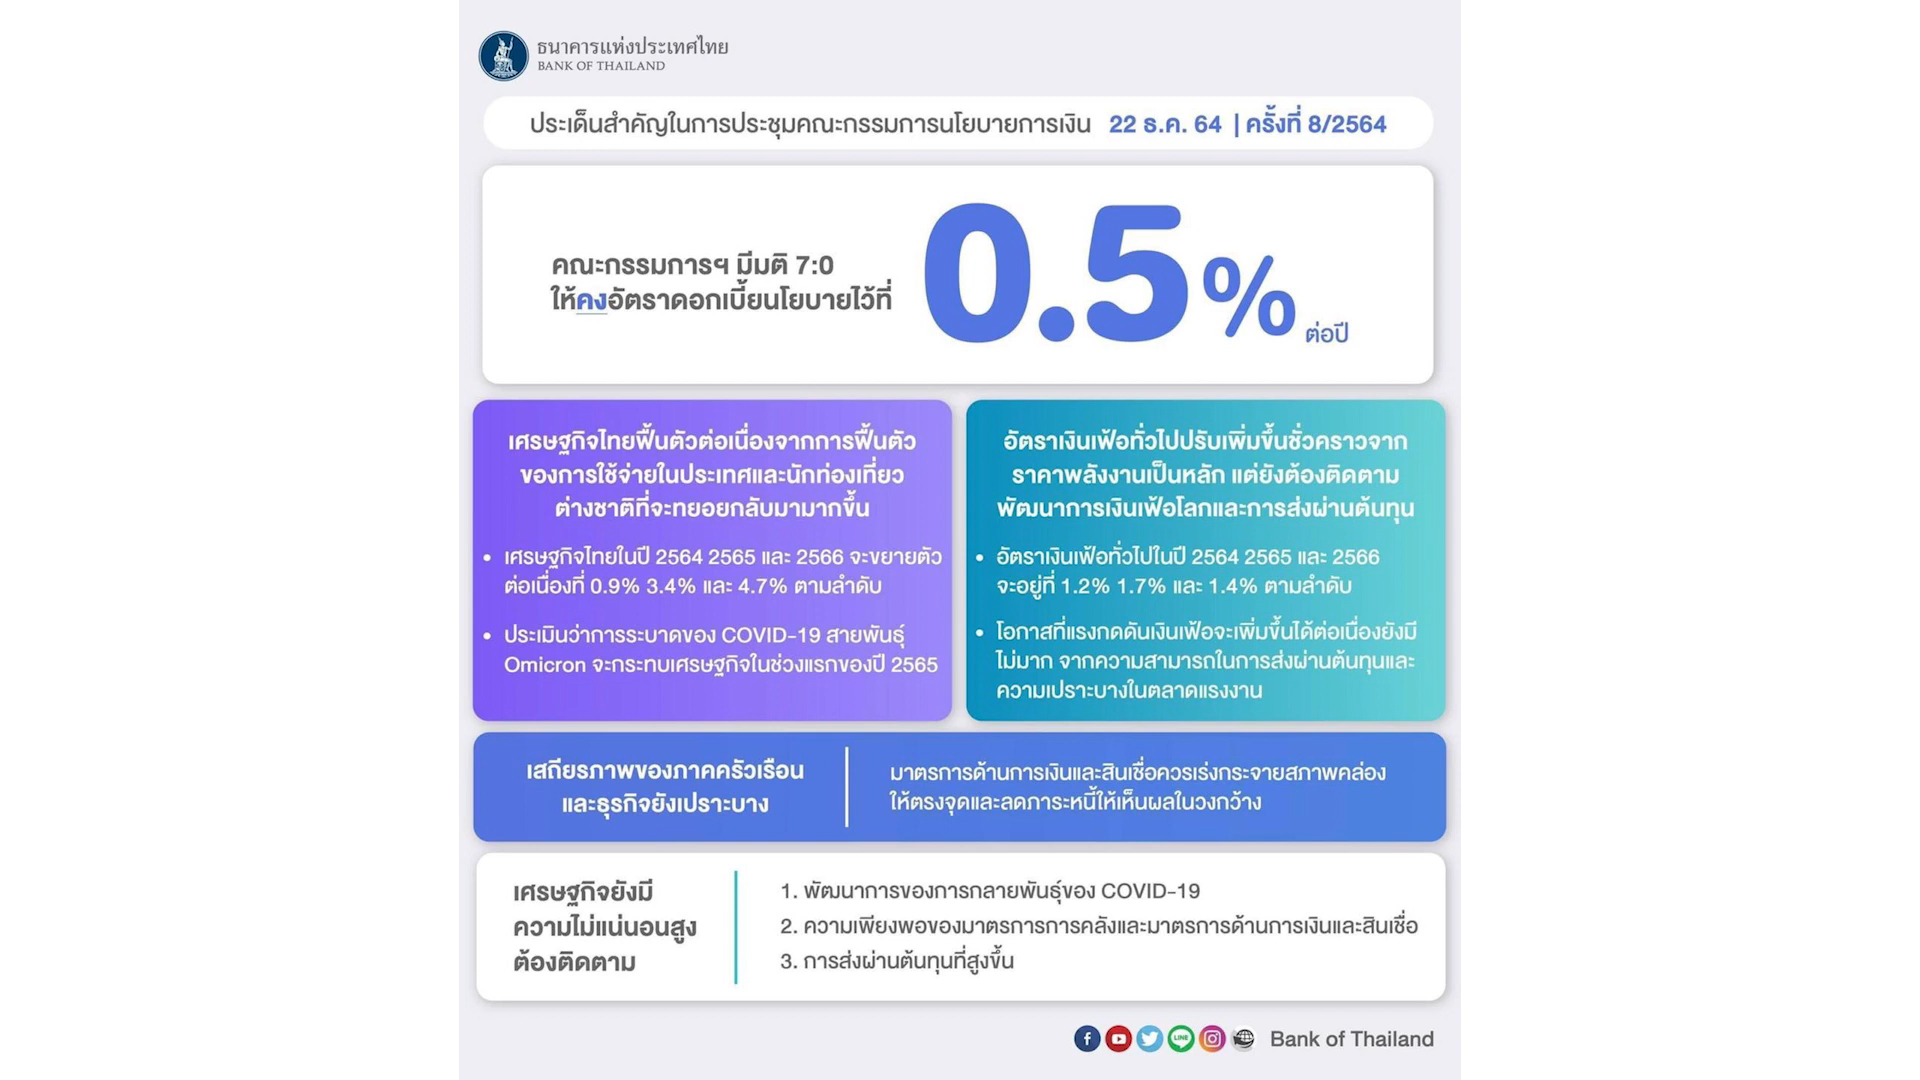 ธนาคารแห่งประเทศไทย
BANK OF THAILAND
ประเด็นสำคัญในการประชุมคณะกรรมการนโยบายการเงิน 22 ธ.ค. 64 | ครั้งที่ 8/2564
คณะกรรมการฯ มีมติ 7:0
ให้คงอัตราดอกเบี้ยนโยบายไว้ที่
0.5% ต่อปี
เศรษฐกิจไทยฟื้นตัวต่อเนื่องจากการฟื้นตัว
ของการใช้จ่ายในประเทศและนักท่องเที่ยว
ต่างชาติที่จะทยอยกลับมามากขึ้น
• เศรษฐกิจไทยในปี 2564 2565 และ 2566 จะขยายตัว
ต่อเนื่องที่ 0.9% 3.4% และ 4.7% ตามลำดับ
• ประเมินว่าการระบาดของ COVID-19 สายพันธุ์
Omicron จะกระทบเศรษฐกิจในช่วงแรกของปี 2565
อัตราเงินเฟ้อทั่วไปปรับเพิ่มขึ้นชั่วคราวจาก
ราคาพลังงานเป็นหลัก แต่ยังต้องติดตาม
พัฒนาการเงินเฟ้อโลกและการส่งผ่านต้นทุน
• อัตราเงินเฟ้อทั่วไปในปี 2564 2565 และ 2566
จะอยู่ที่ 1.2% 1.7% และ 1.4% ตามลำดับ
• โอกาสที่แรงกดดันเงินเฟ้อจะเพิ่มขึ้นได้ต่อเนื่องยังมี
ไม่มาก จากความสามารถในการส่งผ่านต้นทุนและ
ความเปราะบางในตลาดแรงงาน
เสถียรภาพของภาคครัวเรือน
และธุรกิจยังเปราะบาง
มาตรการด้านการเงินและสินเชื่อควรเร่งกระจายสภาพคล่อง
ให้ตรงจุดและลดภาระหนี้ให้เห็นผลในวงกว้าง
เศรษฐกิจยังมี
ความไม่แน่นอนสูง
ต้องติดตาม
1. พัฒนาการของการกลายพันธุ์ของ COVID-19
2. ความเพียงพอของมาตรการการคลังและมาตรการด้านการเงินและสินเชื่อ
3. การส่งผ่านต้นทุนที่สูงขึ้น
LINE
Bank of Thailand